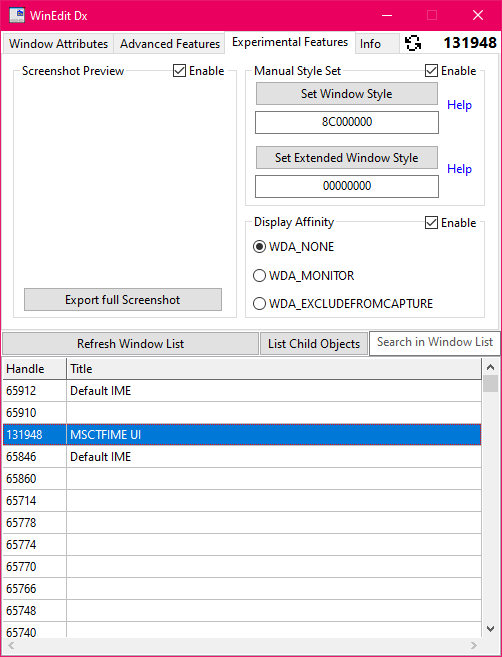 WinEdit Dx
Window Attributes
Advanced Features
Experimental Features
Info
131948
Screenshot Preview
Enable
Export full Screenshot
Manual Style Set
Enable
Set Window Style
Help
8C000000
Set Extended Window Style
Help
00000000
Display Affinity
Enable
WDA_NONE
WDA_MONITOR
WDA_EXCLUDEFROMCAPTURE
Refresh Window List
List Child Objects
Search in Window List
Handle Title
65912 Default IME
65910
131948 MSCTFIME UI
65846 Default IME
65860
65714
65778
65774
65770
65766
65748
65740